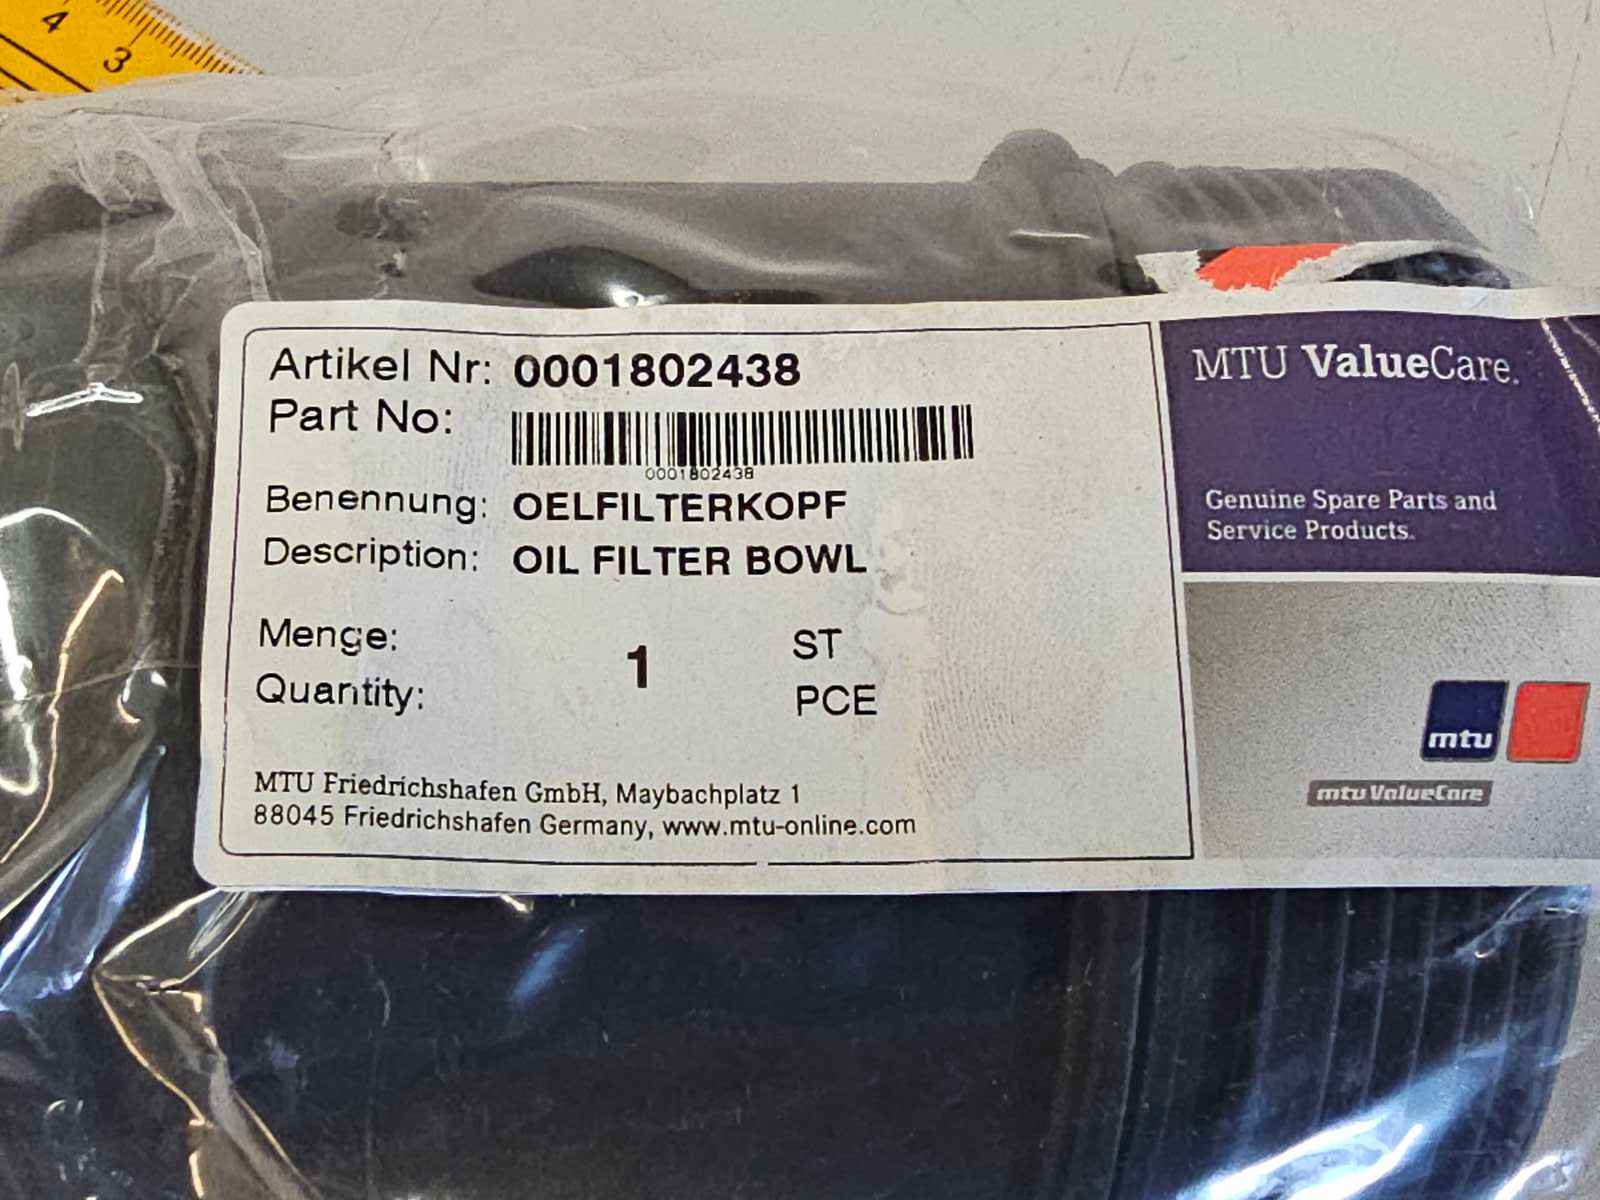 4
3
Artikel Nr: 0001802438
Part No:
0001802438
Benennung: OELFILTERKOPF
Description: OIL FILTER BOWL
Menge: 1 ST
Quantity: PCE
MTU Friedrichshafen GmbH, Maybachplatz 1
88045 Friedrichshafen Germany, www.mtu-online.com
MTU ValueCare.
Genuine Spare Parts and
Service Products.
mtu
mtu ValueCare